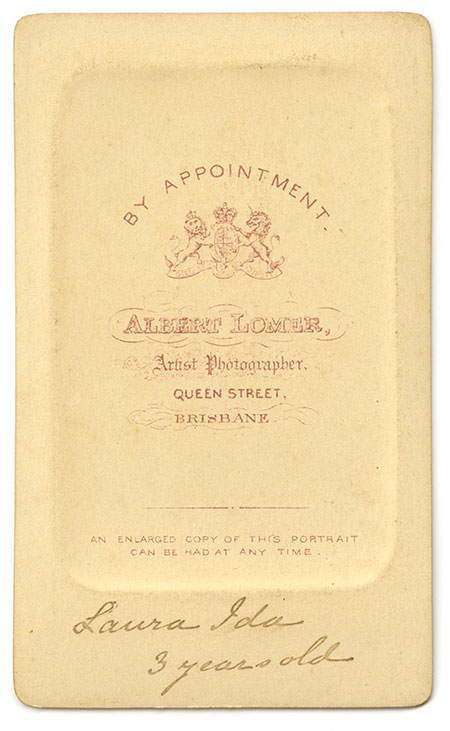 BY APPOINTMENT.
ALBERT LOMER,
Artist Photographer.
QUEEN STREET,
BRISBANE.
AN ENLARGED COPY OF THIS PORTRAIT
CAN BE HAD AT ANY TIME.
Laura Ida
3 years old